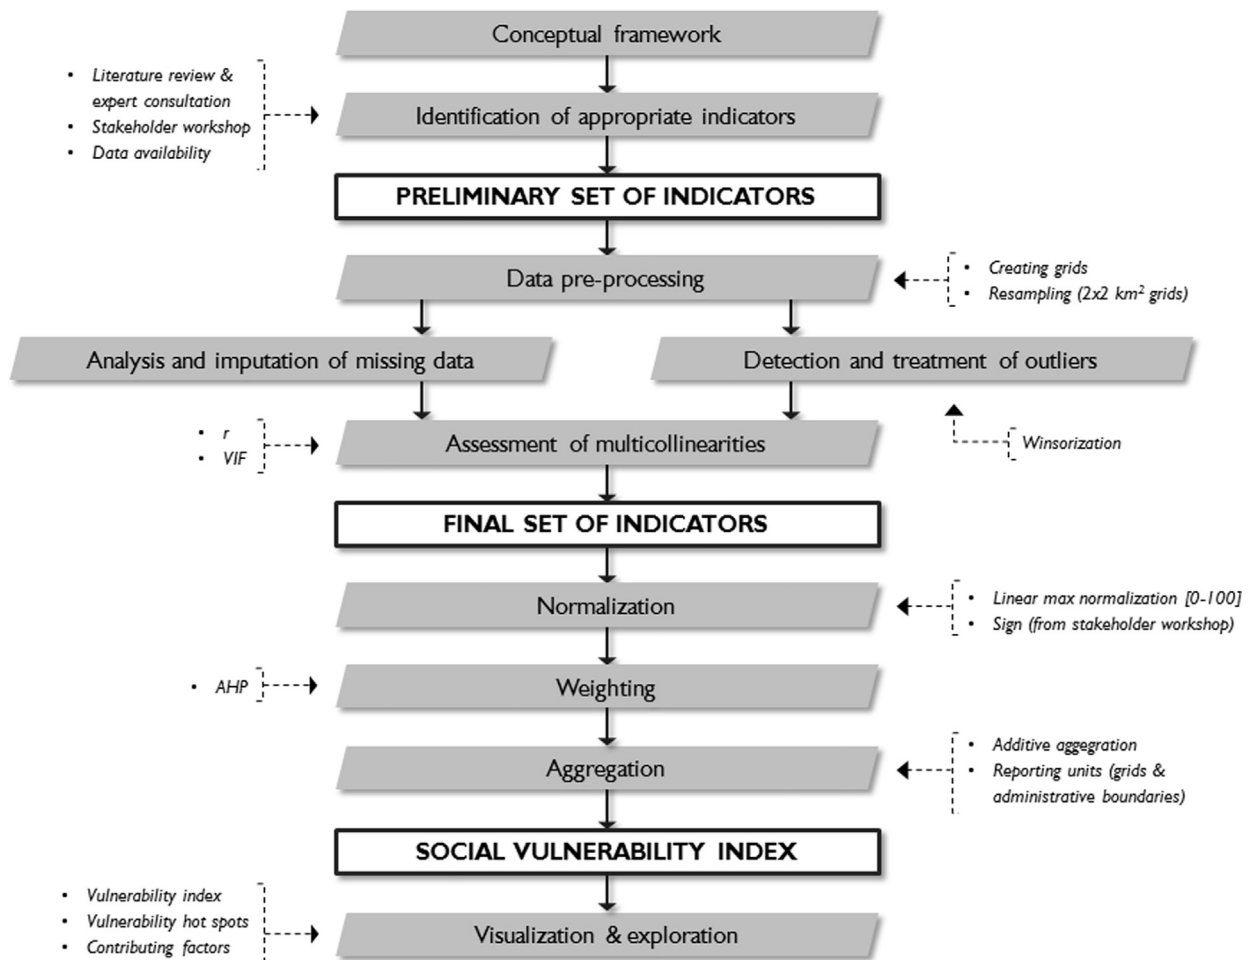 Conceptual framework
• Literature review &
expert consultation
• Stakeholder workshop
• Data availability
Identification of appropriate indicators
PRELIMINARY SET OF INDICATORS
Data pre-processing
• Creating grids
• Resampling (2x2 km² grids)
Analysis and imputation of missing data
Detection and treatment of outliers
• r
• VIF
Assessment of multicollinearities
Winsorization
FINAL SET OF INDICATORS
Normalization
• Linear max normalization [0-100]
• Sign (from stakeholder workshop)
• AHP
Weighting
Aggregation
• Additive aggegration
• Reporting units (grids &
administrative boundaries)
SOCIAL VULNERABILITY INDEX
• Vulnerability index
• Vulnerability hot spots
• Contributing factors
Visualization & exploration